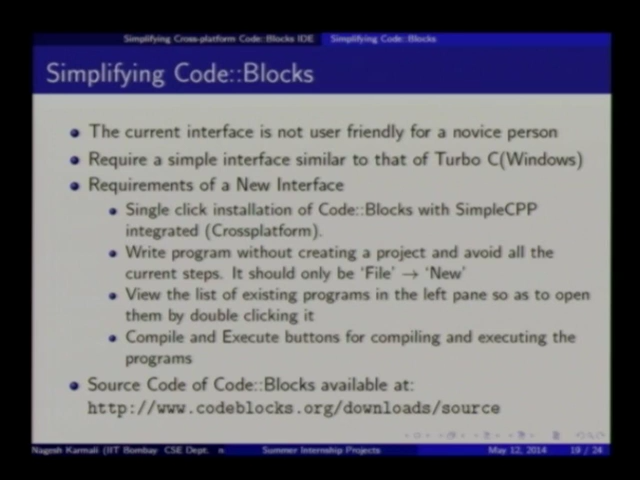 Simplifying Cross-platform Code::Blocks IDE Simplifying Code::Blocks
Simplifying Code::Blocks
The current interface is not user friendly for a novice person
Require a simple interface similar to that of Turbo C(Windows)
Requirements of a New Interface
Single click installation of Code::Blocks with SimpleCPP
integrated (Crossplatform).
Write program without creating a project and avoid all the
current steps. It should only be 'File' → 'New'
View the list of existing programs in the left pane so as to open
them by double clicking it
Compile and Execute buttons for compiling and executing the
programs
Source Code of Code::Blocks available at:
http://www.codeblocks.org/downloads/source
Nagesh Karmali (IIT Bombay CSE Dept. Summer Internship Projects May 12, 2014 19 / 24